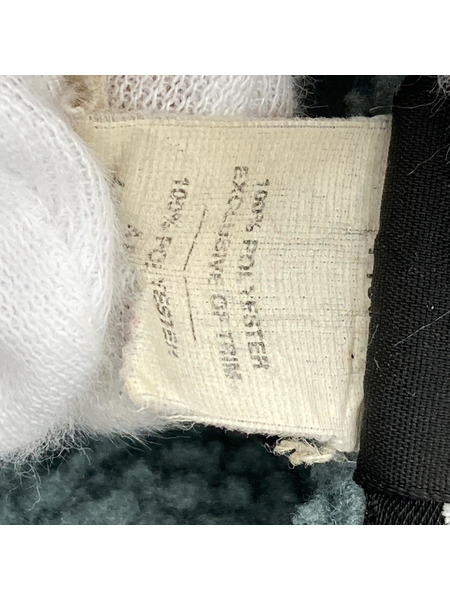 100% POLYESTER
EXCLUSIVE OF TRIM
100% POLYESTER